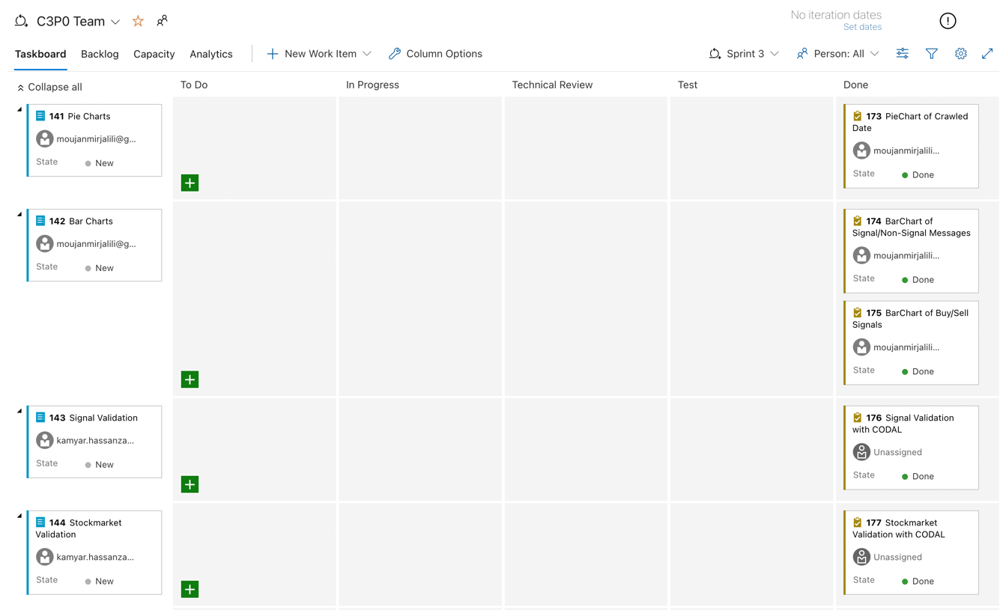 C3P0 Team
No iteration dates
Set dates
Taskboard Backlog Capacity Analytics New Work Item Column Options Sprint 3 Person: All
Collapse all To Do In Progress Technical Review Test Done
141 Pie Charts
moujanmirjalili@g...
State New
173 PieChart of Crawled
Date
moujanmirjalili...
State Done
142 Bar Charts
moujanmirjalili@g...
State New
174 BarChart of
Signal/Non-Signal Messages
moujanmirjalili...
State Done
175 BarChart of Buy/Sell
Signals
moujanmirjalili...
State Done
143 Signal Validation
kamyar.hassanza...
State New
176 Signal Validation
with CODAL
Unassigned
State Done
144 Stockmarket
Validation
kamyar.hassanza...
State New
177 Stockmarket
Validation with CODAL
Unassigned
State Done